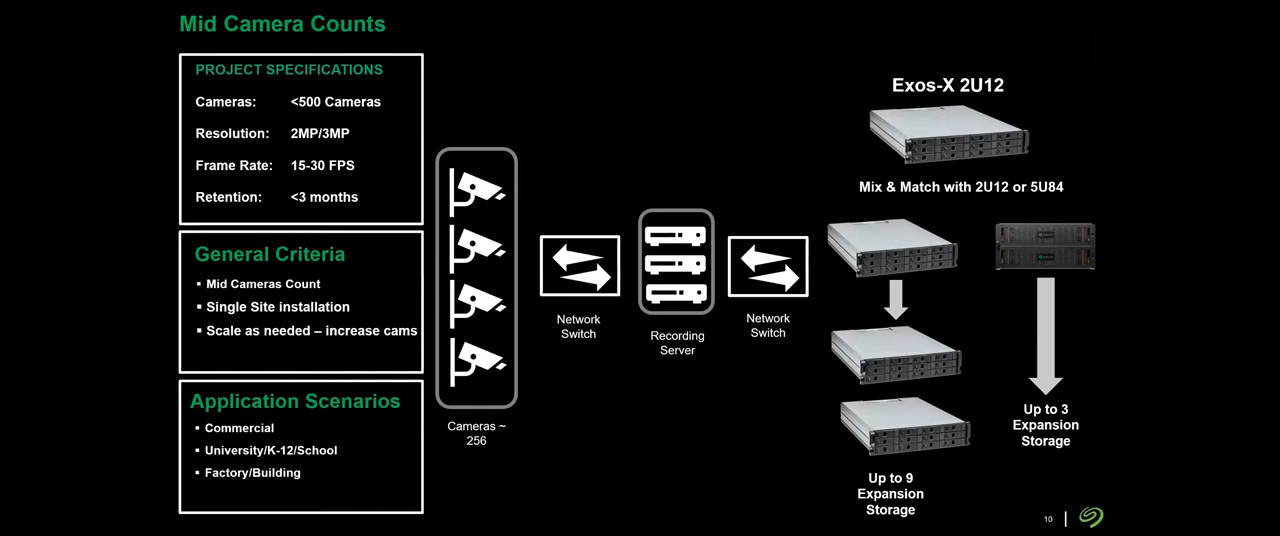 Mid Camera Counts
PROJECT SPECIFICATIONS
Cameras: <500 Cameras
Resolution: 2MP/3MP
Frame Rate: 15-30 FPS
Retention: <3 months
General Criteria
▪ Mid Cameras Count
▪ Single Site installation
▪ Scale as needed – increase cams
Application Scenarios
▪ Commercial
▪ University/K-12/School
▪ Factory/Building
Cameras ~
256
Network
Switch
Recording
Server
Network
Switch
Exos-X 2U12
Mix & Match with 2U12 or 5U84
Up to 9
Expansion
Storage
Up to 3
Expansion
Storage
10